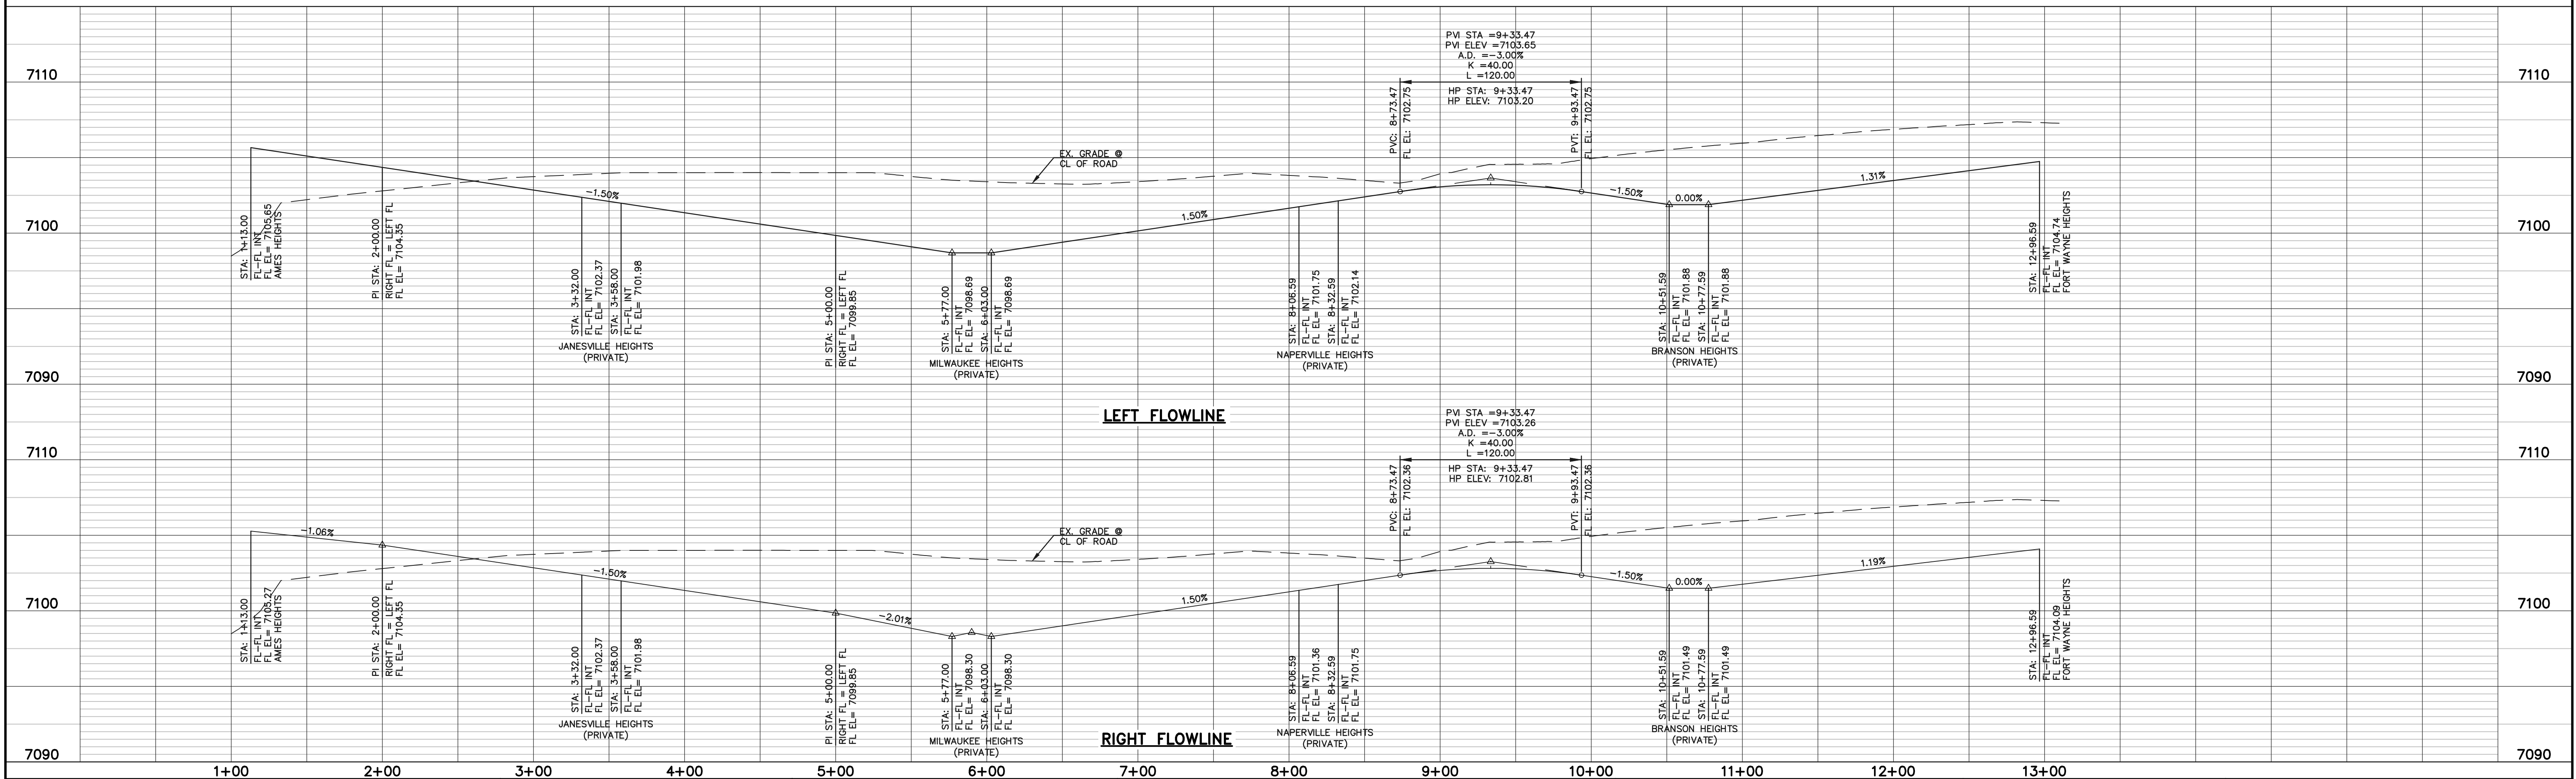 PVI STA =9+33.47
PVI ELEV =7103.65
A.D. =-3.00%
K =40.00
L =120.00
HP STA: 9+33.47
HP ELEV: 7103.20
PVC: 8+73.47
FL EL: 7102.75
PVT: 9+93.47
FL EL: 7102.75
7110
7110
EX. GRADE @
CL OF ROAD
-1.50%
1.50%
-1.50%
0.00%
1.31%
7100
7100
STA: 1+13.00
FL-FL INT
FL EL= 7105.65
AMES HEIGHTS
PI STA: 2+00.00
RIGHT FL = LEFT FL
FL EL= 7104.35
STA: 3+32.00
FL-FL INT
FL EL= 7102.37
STA: 3+58.00
FL-FL INT
FL EL= 7101.98
JANESVILLE HEIGHTS
(PRIVATE)
PI STA: 5+00.00
RIGHT FL = LEFT FL
FL EL= 7099.85
STA: 5+77.00
FL-FL INT
FL EL= 7098.69
STA: 6+03.00
FL-FL INT
FL EL= 7098.69
MILWAUKEE HEIGHTS
(PRIVATE)
STA: 8+06.59
FL-FL INT
FL EL= 7101.75
STA: 8+32.59
FL-FL INT
FL EL= 7102.14
NAPERVILLE HEIGHTS
(PRIVATE)
STA: 10+51.59
FL-FL INT
FL EL= 7101.88
STA: 10+77.59
FL-FL INT
FL EL= 7101.88
BRANSON HEIGHTS
(PRIVATE)
STA: 12+96.59
FL-FL INT
FL EL= 7104.74
FORT WAYNE HEIGHTS
7090
7090
LEFT FLOWLINE
PVI STA =9+33.47
PVI ELEV =7103.26
A.D. =-3.00%
K =40.00
L =120.00
HP STA: 9+33.47
HP ELEV: 7102.81
PVC: 8+73.47
FL EL: 7102.36
PVT: 9+93.47
FL EL: 7102.36
7110
7110
EX. GRADE @
CL OF ROAD
-1.06%
-1.50%
-2.01%
1.50%
-1.50%
0.00%
1.19%
7100
7100
STA: 1+13.00
FL-FL INT
FL EL= 7105.27
AMES HEIGHTS
PI STA: 2+00.00
RIGHT FL = LEFT FL
FL EL= 7104.35
STA: 3+32.00
FL-FL INT
FL EL= 7102.37
STA: 3+58.00
FL-FL INT
FL EL= 7101.98
JANESVILLE HEIGHTS
(PRIVATE)
PI STA: 5+00.00
RIGHT FL = LEFT FL
FL EL= 7099.85
STA: 5+77.00
FL-FL INT
FL EL= 7098.30
STA: 6+03.00
FL-FL INT
FL EL= 7098.30
MILWAUKEE HEIGHTS
(PRIVATE)
STA: 8+06.59
FL-FL INT
FL EL= 7101.36
STA: 8+32.59
FL-FL INT
FL EL= 7101.75
NAPERVILLE HEIGHTS
(PRIVATE)
STA: 10+51.59
FL-FL INT
FL EL= 7101.49
STA: 10+77.59
FL-FL INT
FL EL= 7101.49
BRANSON HEIGHTS
(PRIVATE)
STA: 12+96.59
FL-FL INT
FL EL= 7104.09
FORT WAYNE HEIGHTS
RIGHT FLOWLINE
7090
7090
1+00
2+00
3+00
4+00
5+00
6+00
7+00
8+00
9+00
10+00
11+00
12+00
13+00